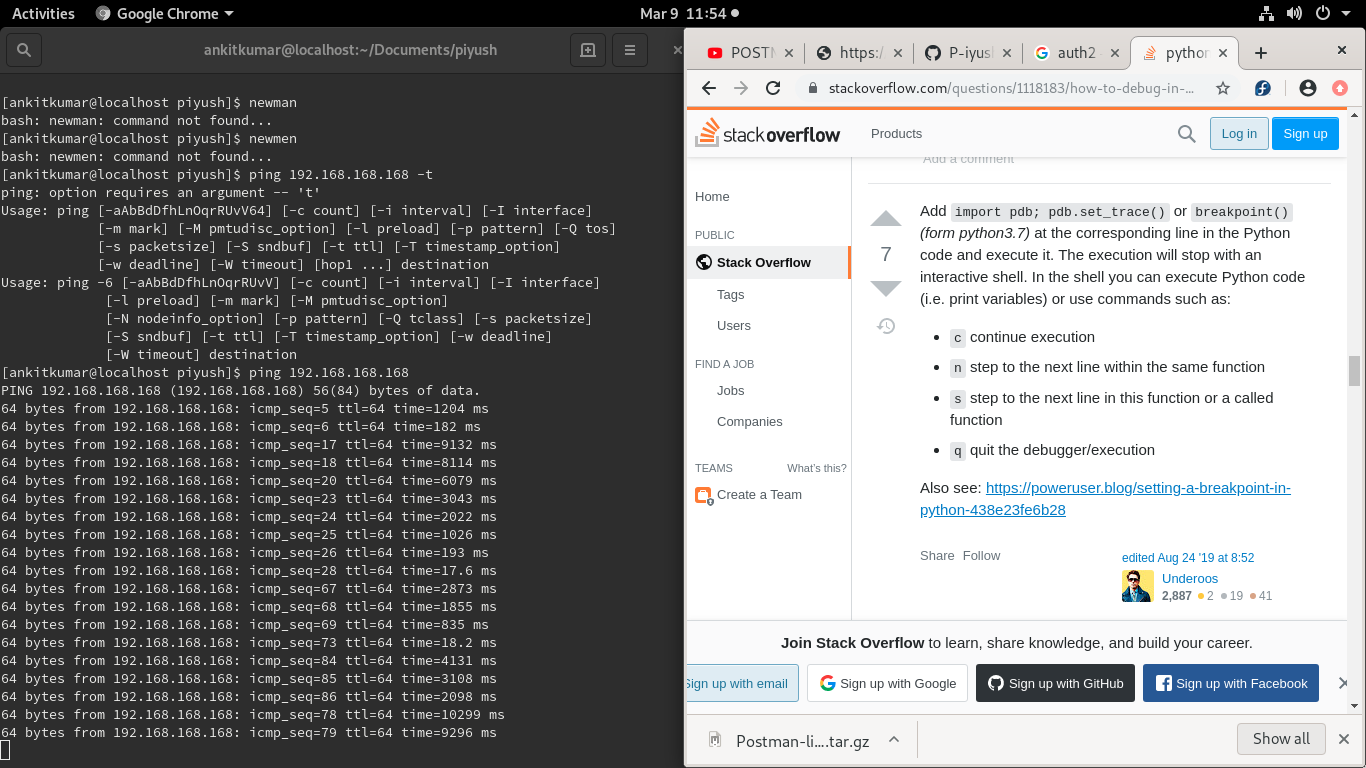 Activities
Google Chrome
Mar 9 11:54
ankitkumar@localhost:~/Documents/piyush
[ankitkumar@localhost piyush]$ newman
bash: newman: command not found...
[ankitkumar@localhost piyush]$ newmen
bash: newmen: command not found...
[ankitkumar@localhost piyush]$ ping 192.168.168.168 -t
ping: option requires an argument -- 't'
Usage: ping [-aAbBdDfhLnOqrRUvV64] [-c count] [-i interval] [-I interface]
[-m mark] [-M pmtudisc_option] [-l preload] [-p pattern] [-Q tos]
[-s packetsize] [-S sndbuf] [-t ttl] [-T timestamp_option]
[-w deadline] [-W timeout] [hop1 ...] destination
Usage: ping -6 [-aAbBdDfhLnOqrRUvV] [-c count] [-i interval] [-I interface]
[-l preload] [-m mark] [-M pmtudisc_option]
[-N nodeinfo_option] [-p pattern] [-Q tclass] [-s packetsize]
[-S sndbuf] [-t ttl] [-T timestamp_option] [-w deadline]
[-W timeout] destination
[ankitkumar@localhost piyush]$ ping 192.168.168.168
PING 192.168.168.168 (192.168.168.168) 56(84) bytes of data.
64 bytes from 192.168.168.168: icmp_seq=5 ttl=64 time=1204 ms
64 bytes from 192.168.168.168: icmp_seq=6 ttl=64 time=182 ms
64 bytes from 192.168.168.168: icmp_seq=17 ttl=64 time=9132 ms
64 bytes from 192.168.168.168: icmp_seq=18 ttl=64 time=8114 ms
64 bytes from 192.168.168.168: icmp_seq=20 ttl=64 time=6079 ms
64 bytes from 192.168.168.168: icmp_seq=23 ttl=64 time=3043 ms
64 bytes from 192.168.168.168: icmp_seq=24 ttl=64 time=2022 ms
64 bytes from 192.168.168.168: icmp_seq=25 ttl=64 time=1026 ms
64 bytes from 192.168.168.168: icmp_seq=26 ttl=64 time=193 ms
64 bytes from 192.168.168.168: icmp_seq=28 ttl=64 time=17.6 ms
64 bytes from 192.168.168.168: icmp_seq=67 ttl=64 time=2873 ms
64 bytes from 192.168.168.168: icmp_seq=68 ttl=64 time=1855 ms
64 bytes from 192.168.168.168: icmp_seq=69 ttl=64 time=835 ms
64 bytes from 192.168.168.168: icmp_seq=73 ttl=64 time=18.2 ms
64 bytes from 192.168.168.168: icmp_seq=84 ttl=64 time=4131 ms
64 bytes from 192.168.168.168: icmp_seq=85 ttl=64 time=3108 ms
64 bytes from 192.168.168.168: icmp_seq=86 ttl=64 time=2098 ms
64 bytes from 192.168.168.168: icmp_seq=78 ttl=64 time=10299 ms
64 bytes from 192.168.168.168: icmp_seq=79 ttl=64 time=9296 ms
POSTM
https:/
P-iyush
auth2
python
stackoverflow.com/questions/1118183/how-to-debug-in-...
stackoverflow
Products
Log in
Sign up
Home
PUBLIC
Stack Overflow
Tags
Users
FIND A JOB
Jobs
Companies
TEAMS
What's this?
Create a Team
Add a comment
7
Add import pdb; pdb.set_trace() or breakpoint()
(form python3.7) at the corresponding line in the Python
code and execute it. The execution will stop with an
interactive shell. In the shell you can execute Python code
(i.e. print variables) or use commands such as:
• c continue execution
• n step to the next line within the same function
• s step to the next line in this function or a called
function
• q quit the debugger/execution
Also see: https://poweruser.blog/setting-a-breakpoint-in-
python-438e23fe6b28
Share Follow
edited Aug 24 '19 at 8:52
Underoos
2,887 2 19 41
Join Stack Overflow to learn, share knowledge, and build your career.
Sign up with email
Sign up with Google
Sign up with GitHub
Sign up with Facebook
Postman-li....tar.gz
Show all